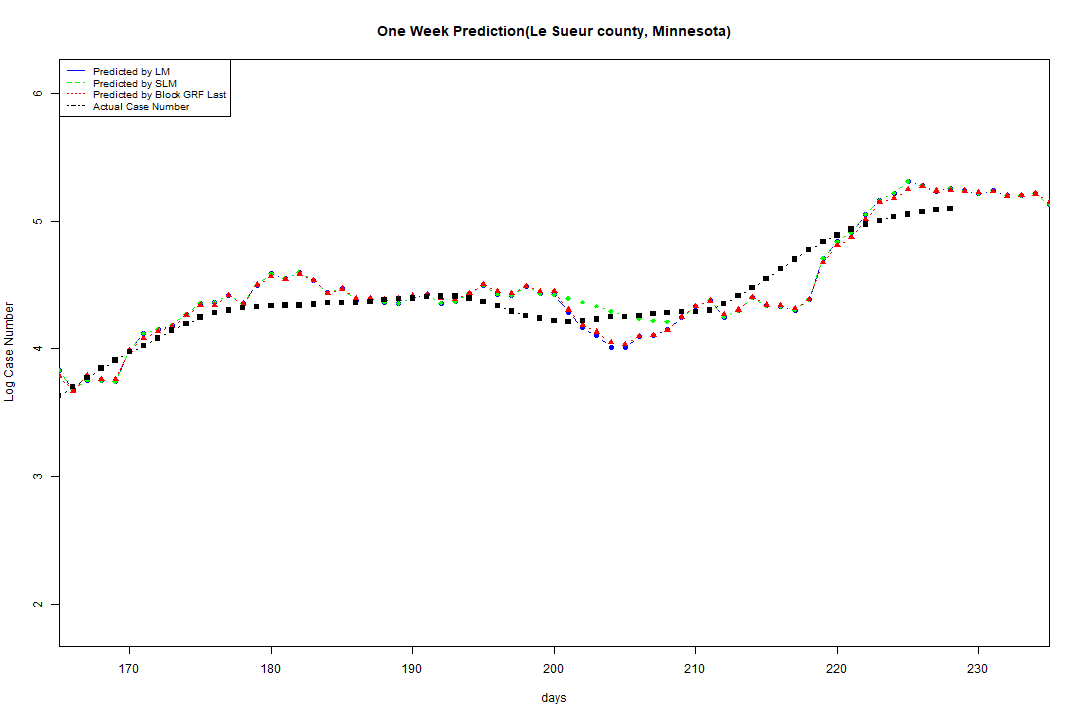 One Week Prediction(Le Sueur county, Minnesota)
Predicted by LM
Predicted by SLM
Predicted by Block GRF Last
Actual Case Number
6
5
4
3
2
Log Case Number
170 180 190 200 210 220 230
days